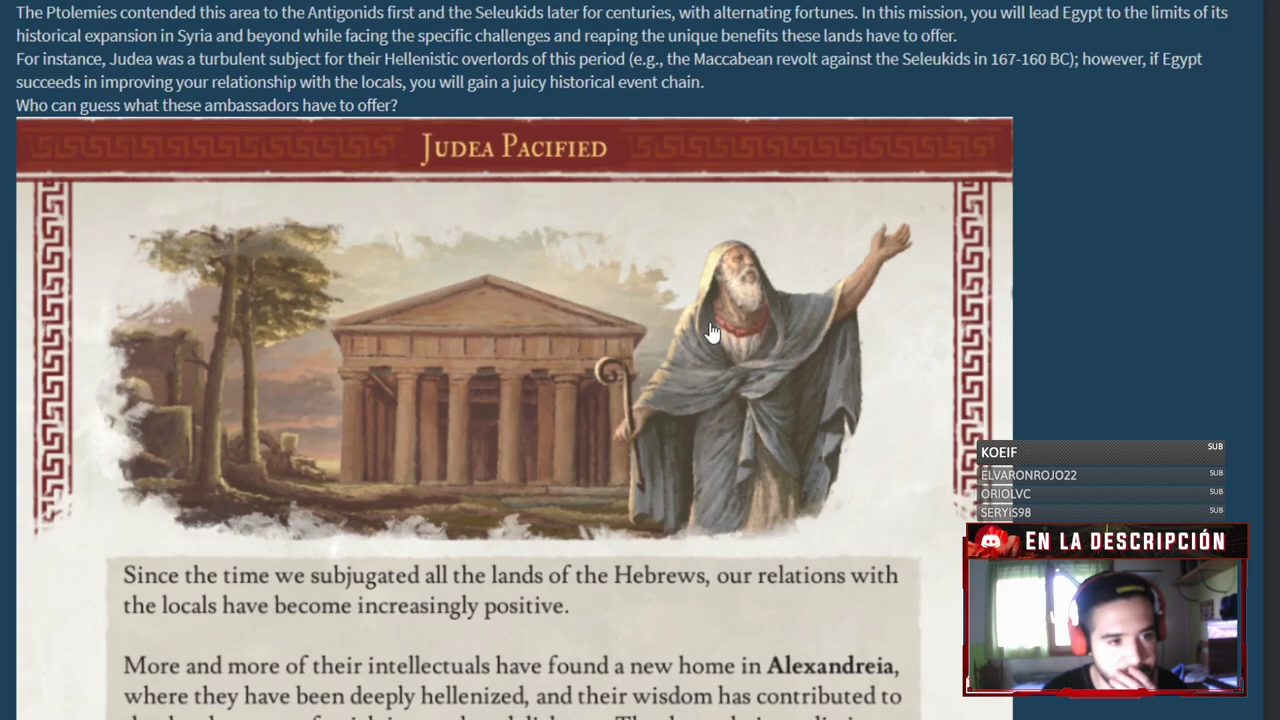 The Ptolemies contended this area to the Antigonids first and the Seleukids later for centuries, with alternating fortunes. In this mission, you will lead Egypt to the limits of its
historical expansion in Syria and beyond while facing the specific challenges and reaping the unique benefits these lands have to offer.
For instance, Judea was a turbulent subject for their Hellenistic overlords of this period (e.g., the Maccabean revolt against the Seleukids in 167-160 BC); however, if Egypt
succeeds in improving your relationship with the locals, you will gain a juicy historical event chain.
Who can guess what these ambassadors have to offer?
Judea Pacified
Since the time we subjugated all the lands of the Hebrews, our relations with
the locals have become increasingly positive.
More and more of their intellectuals have found a new home in Alexandreia,
where they have been deeply hellenized, and their wisdom has contributed to
KOEIF SUB
ELVARONROJO22 SUB
ORIOLVC SUB
SERYIS98 SUB
EN LA DESCRIPCIÓN